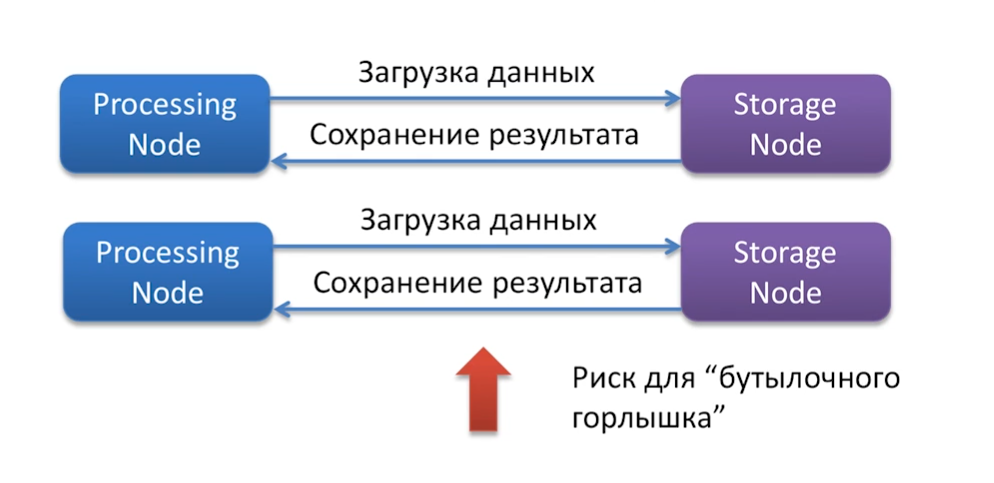 Загрузка данных
Processing
Node
Storage
Node
Сохранение результата
Загрузка данных
Processing
Node
Storage
Node
Сохранение результата
Риск для “бутылочного
горлышка”